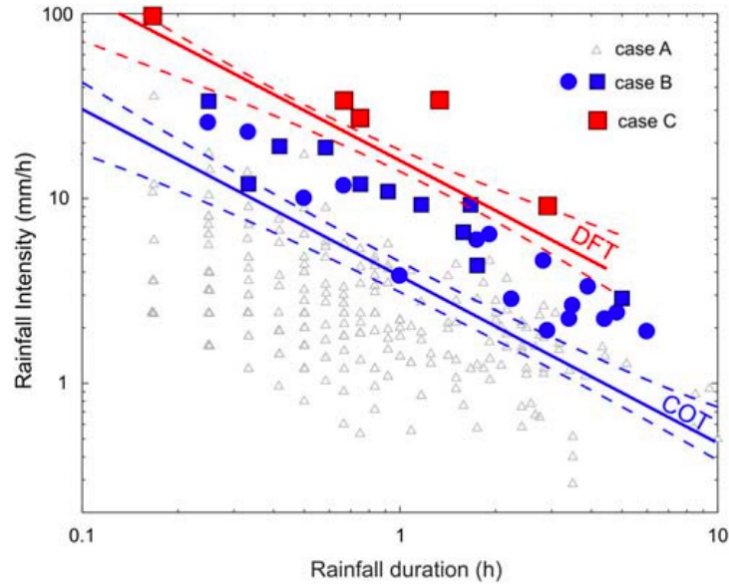 100
10
1
Rainfall Intensity (mm/h)
case A
case B
case C
DFT
COT
0.1
1
10
Rainfall duration (h)